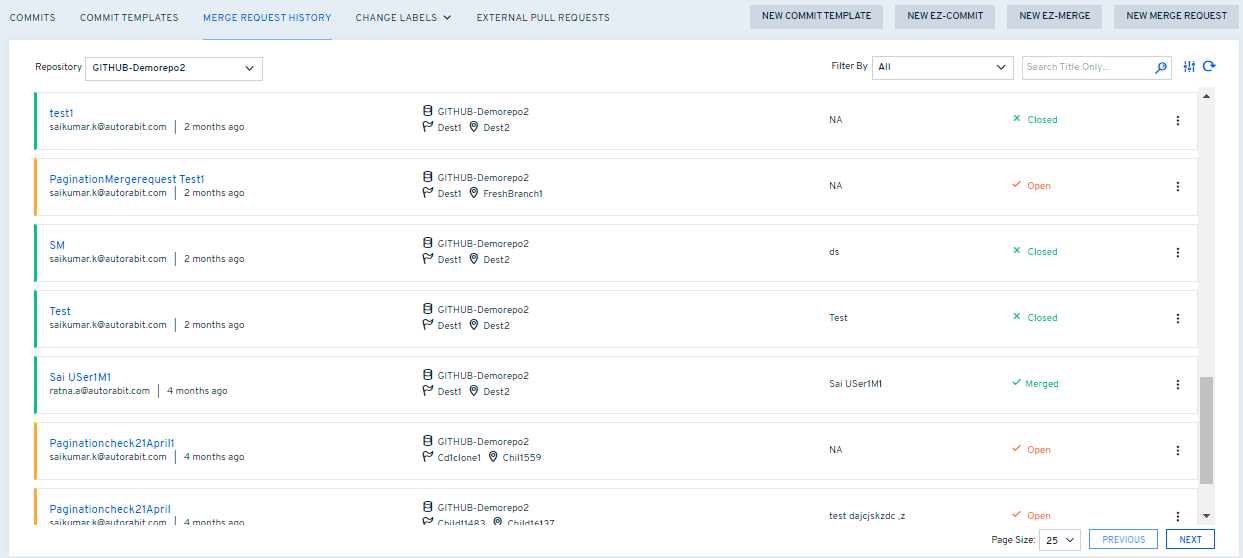 COMMITS COMMIT TEMPLATES MERGE REQUEST HISTORY CHANGE LABELS EXTERNAL PULL REQUESTS NEW COMMIT TEMPLATE NEW EZ-COMMIT NEW EZ-MERGE NEW MERGE REQUEST
Repository GITHUB-Demorepo2 Filter By All Search Title Only...
test1 GITHUB-Demorepo2 NA Closed
saikumar.k@autorabit.com | 2 months ago Dest1 Dest2
PaginationMergerequest Test1 GITHUB-Demorepo2 NA Open
saikumar.k@autorabit.com | 2 months ago Dest1 FreshBranch1
SM GITHUB-Demorepo2 ds Closed
saikumar.k@autorabit.com | 2 months ago Dest1 Dest2
Test GITHUB-Demorepo2 Test Closed
saikumar.k@autorabit.com | 2 months ago Dest1 Dest2
Sai USer1M1 GITHUB-Demorepo2 Sai USer1M1 Merged
ratna.a@autorabit.com | 4 months ago Dest1 Dest2
Paginationcheck21April1 GITHUB-Demorepo2 NA Open
saikumar.k@autorabit.com | 4 months ago Cd1clone1 Chil1559
Paginationcheck21April GITHUB-Demorepo2 test dajcjskzdc ,z Open
saikumar.k@autorabit.com | 4 months ago Child11483 Child16137
Page Size: 25 PREVIOUS NEXT